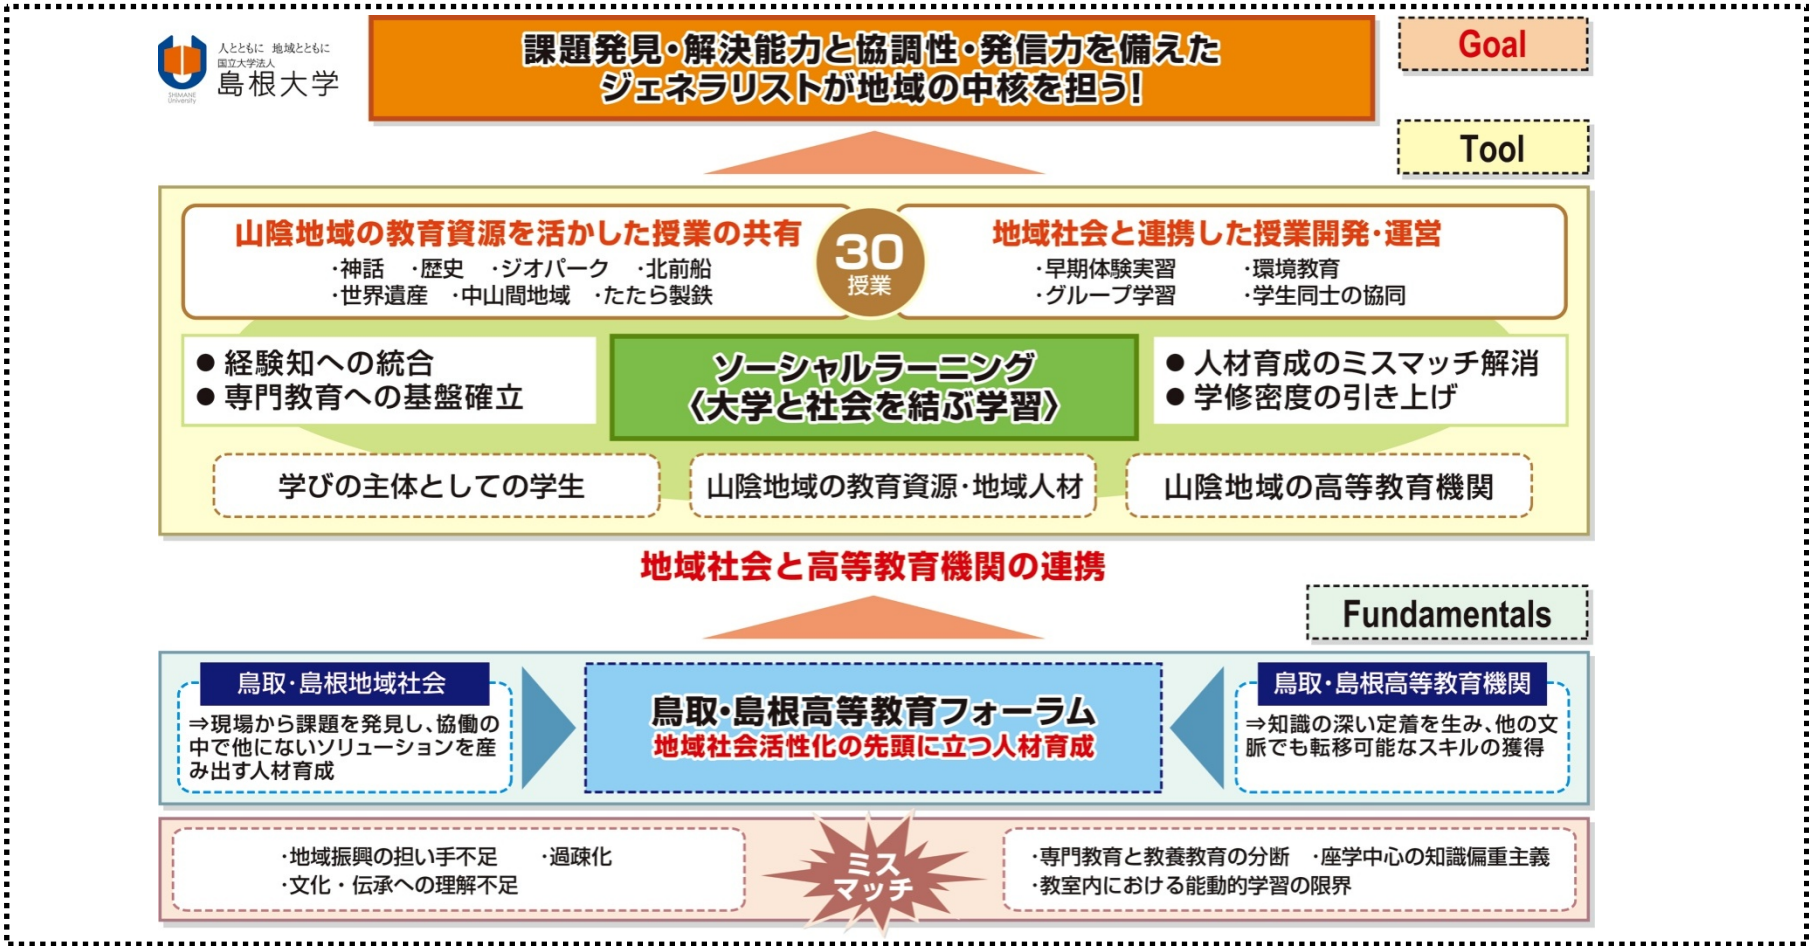 人とともに 地域とともに
国立大学法人
島根大学
SHIMANE
University
課題発見・解決能力と協調性・発信力を備えた
ジェネラリストが地域の中核を担う!
Goal
Tool
山陰地域の教育資源を活かした授業の共有
・神話 ・歴史 ・ジオパーク ・北前船
・世界遺産 ・中山間地域 ・たたら製鉄
30
授業
地域社会と連携した授業開発・運営
・早期体験実習 ・環境教育
・グループ学習 ・学生同士の協同
● 経験知への統合
● 専門教育への基盤確立
ソーシャルラーニング
〈大学と社会を結ぶ学習〉
● 人材育成のミスマッチ解消
● 学修密度の引き上げ
学びの主体としての学生
山陰地域の教育資源・地域人材
山陰地域の高等教育機関
地域社会と高等教育機関の連携
Fundamentals
鳥取・島根地域社会
⇒現場から課題を発見し、協働の
中で他にないソリューションを産
み出す人材育成
鳥取・島根高等教育フォーラム
地域社会活性化の先頭に立つ人材育成
鳥取・島根高等教育機関
⇒知識の深い定着を生み、他の文
脈でも転移可能なスキルの獲得
・地域振興の担い手不足 ・過疎化
・文化・伝承への理解不足
ミス
マッチ
・専門教育と教養教育の分断 ・座学中心の知識偏重主義
・教室内における能動的学習の限界